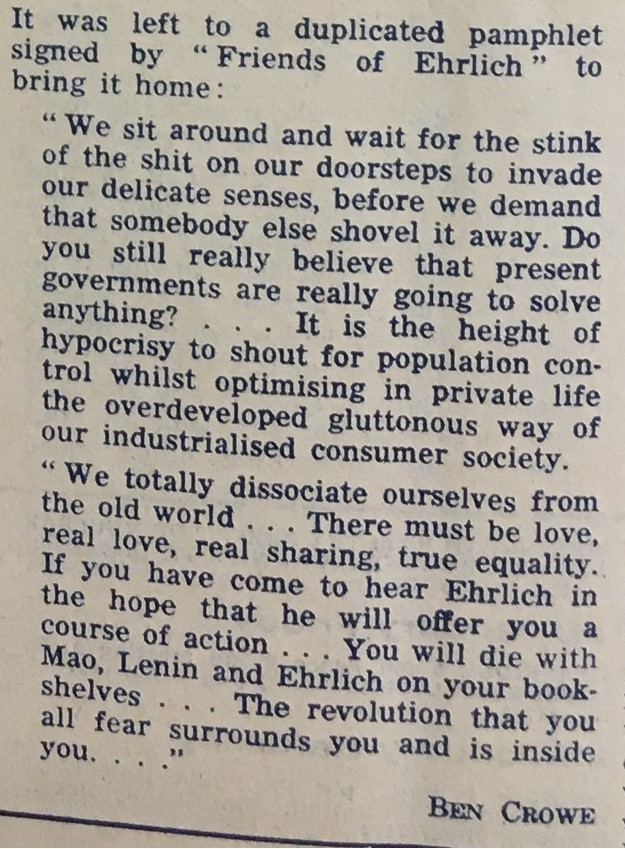 It was left to a duplicated pamphlet
signed by “ Friends of Ehrlich ” to
bring it home :
“ We sit around and wait for the stink
of the shit on our doorsteps to invade
our delicate senses, before we demand
that somebody else shovel it away. Do
you still really believe that present
governments are really going to solve
anything? . . . It is the height of
hypocrisy to shout for population con-
trol whilst optimising in private life
the overdeveloped gluttonous way of
our industrialised consumer society.
“ We totally dissociate ourselves from
the old world . . . There must be love,
real love, real sharing, true equality.
If you have come to hear Ehrlich in
the hope that he will offer you a
course of action . . . You will die with
Mao, Lenin and Ehrlich on your book-
shelves . . . The revolution that you
all fear surrounds you and is inside
you. . . .”
BEN CROWE